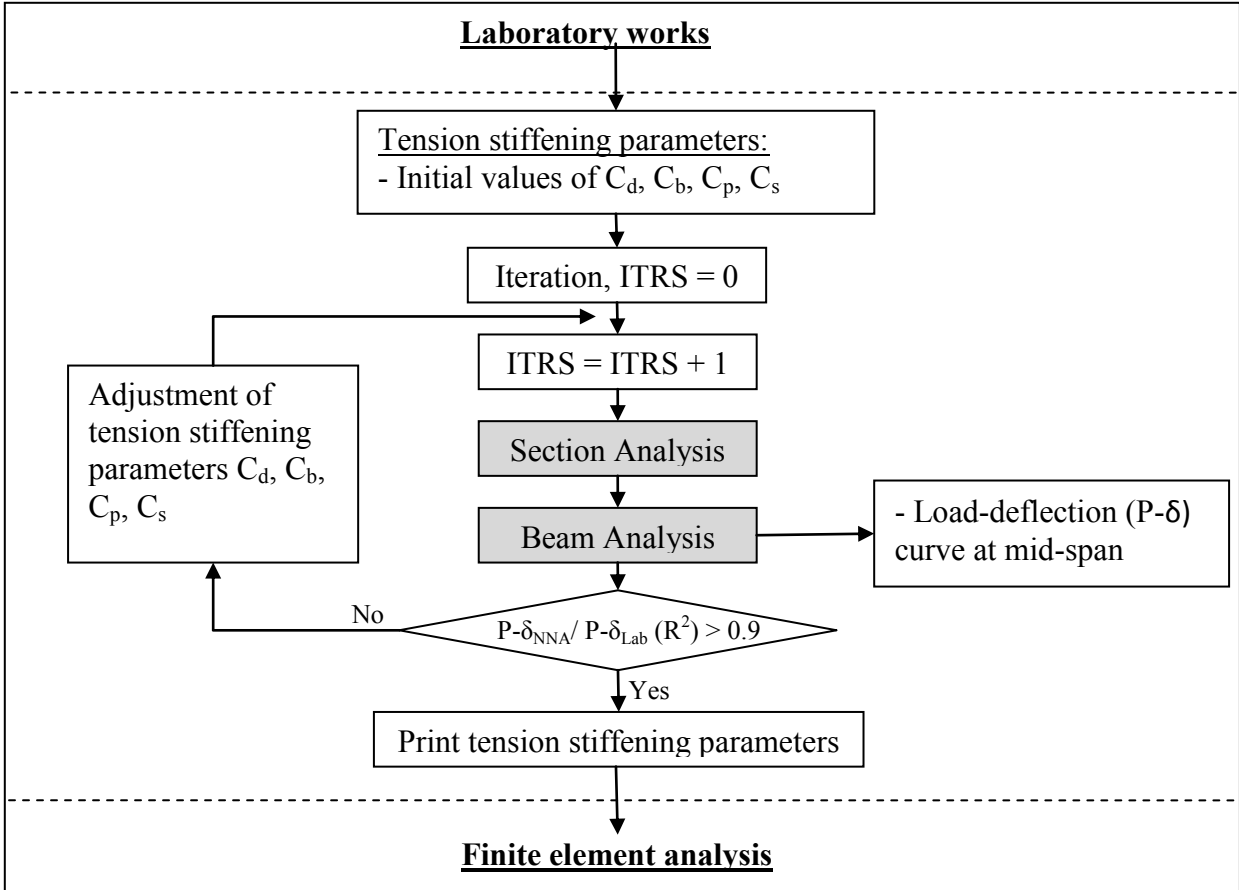 Laboratory works
Tension stiffening parameters:
- Initial values of C_d, C_b, C_p, C_s
Iteration, ITRS = 0
ITRS = ITRS + 1
Adjustment of
tension stiffening
parameters C_d, C_b,
C_p, C_s
Section Analysis
Beam Analysis
- Load-deflection (P-δ)
curve at mid-span
No
P-δ_NNA/ P-δ_Lab (R²) > 0.9
Yes
Print tension stiffening parameters
Finite element analysis